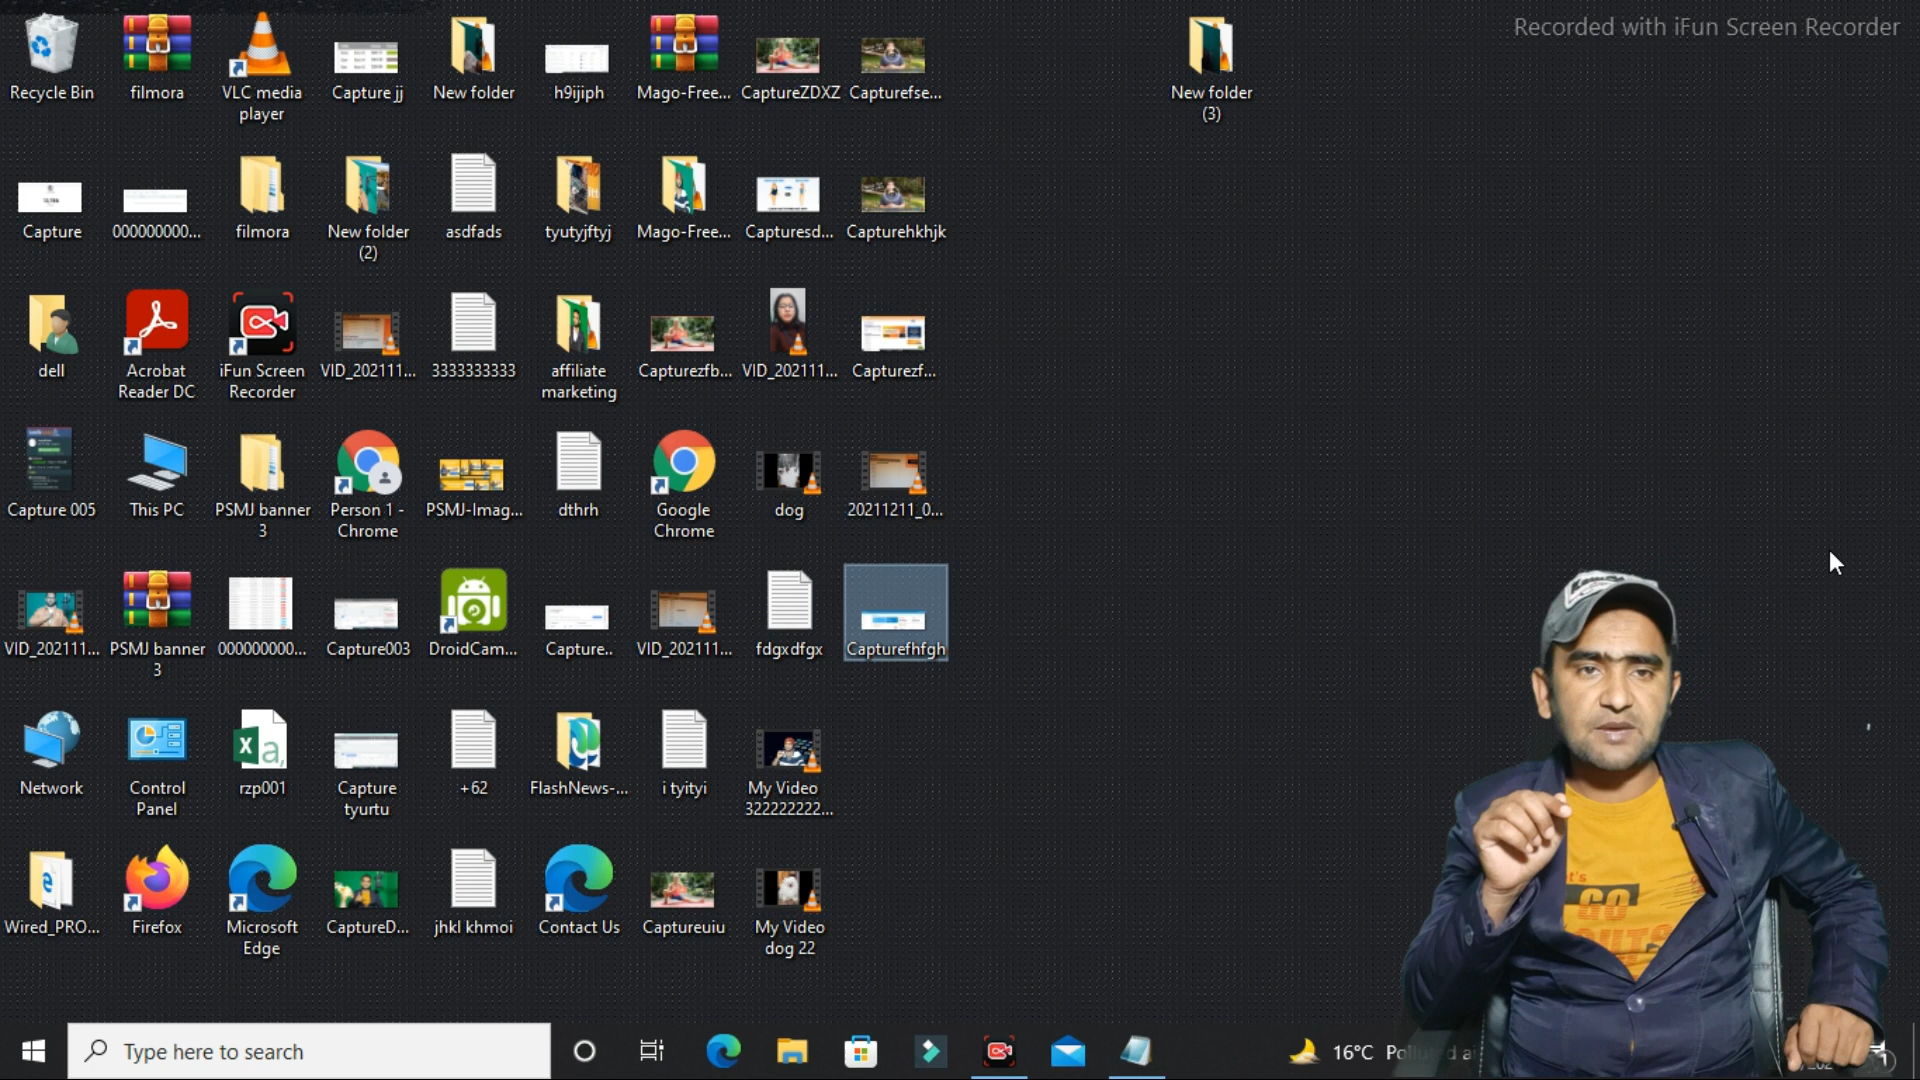 Recorded with iFun Screen Recorder
Recycle Bin
filmora
VLC media
player
Capture jj
New folder
h9ijiph
Mago-Free...
CaptureZDXZ
Capturefse...
New folder
(3)
Capture
000000000...
filmora
New folder
(2)
asdfads
tyutyjftyj
Mago-Free...
Capturesd...
Capturehkhjk
dell
Acrobat
Reader DC
iFun Screen
Recorder
VID_202111...
3333333333
affiliate
marketing
Capturezfb...
VID_202111...
Capturezf...
Capture 005
This PC
PSMJ banner
3
Person 1 -
Chrome
PSMJ-Imag...
dthrh
Google
Chrome
dog
20211211_0...
VID_202111...
PSMJ banner
3
000000000...
Capture003
DroidCam...
Capture..
VID_202111...
fdgxdfgx
Capturefhfgh
Network
Control
Panel
rzp001
Capture
tyurtu
+62
FlashNews-...
i tyityi
My Video
322222222...
Wired_PRO...
Firefox
Microsoft
Edge
CaptureD...
jhkl khmoi
Contact Us
Captureuiu
My Video
dog 22
GO
Type here to search
16°C